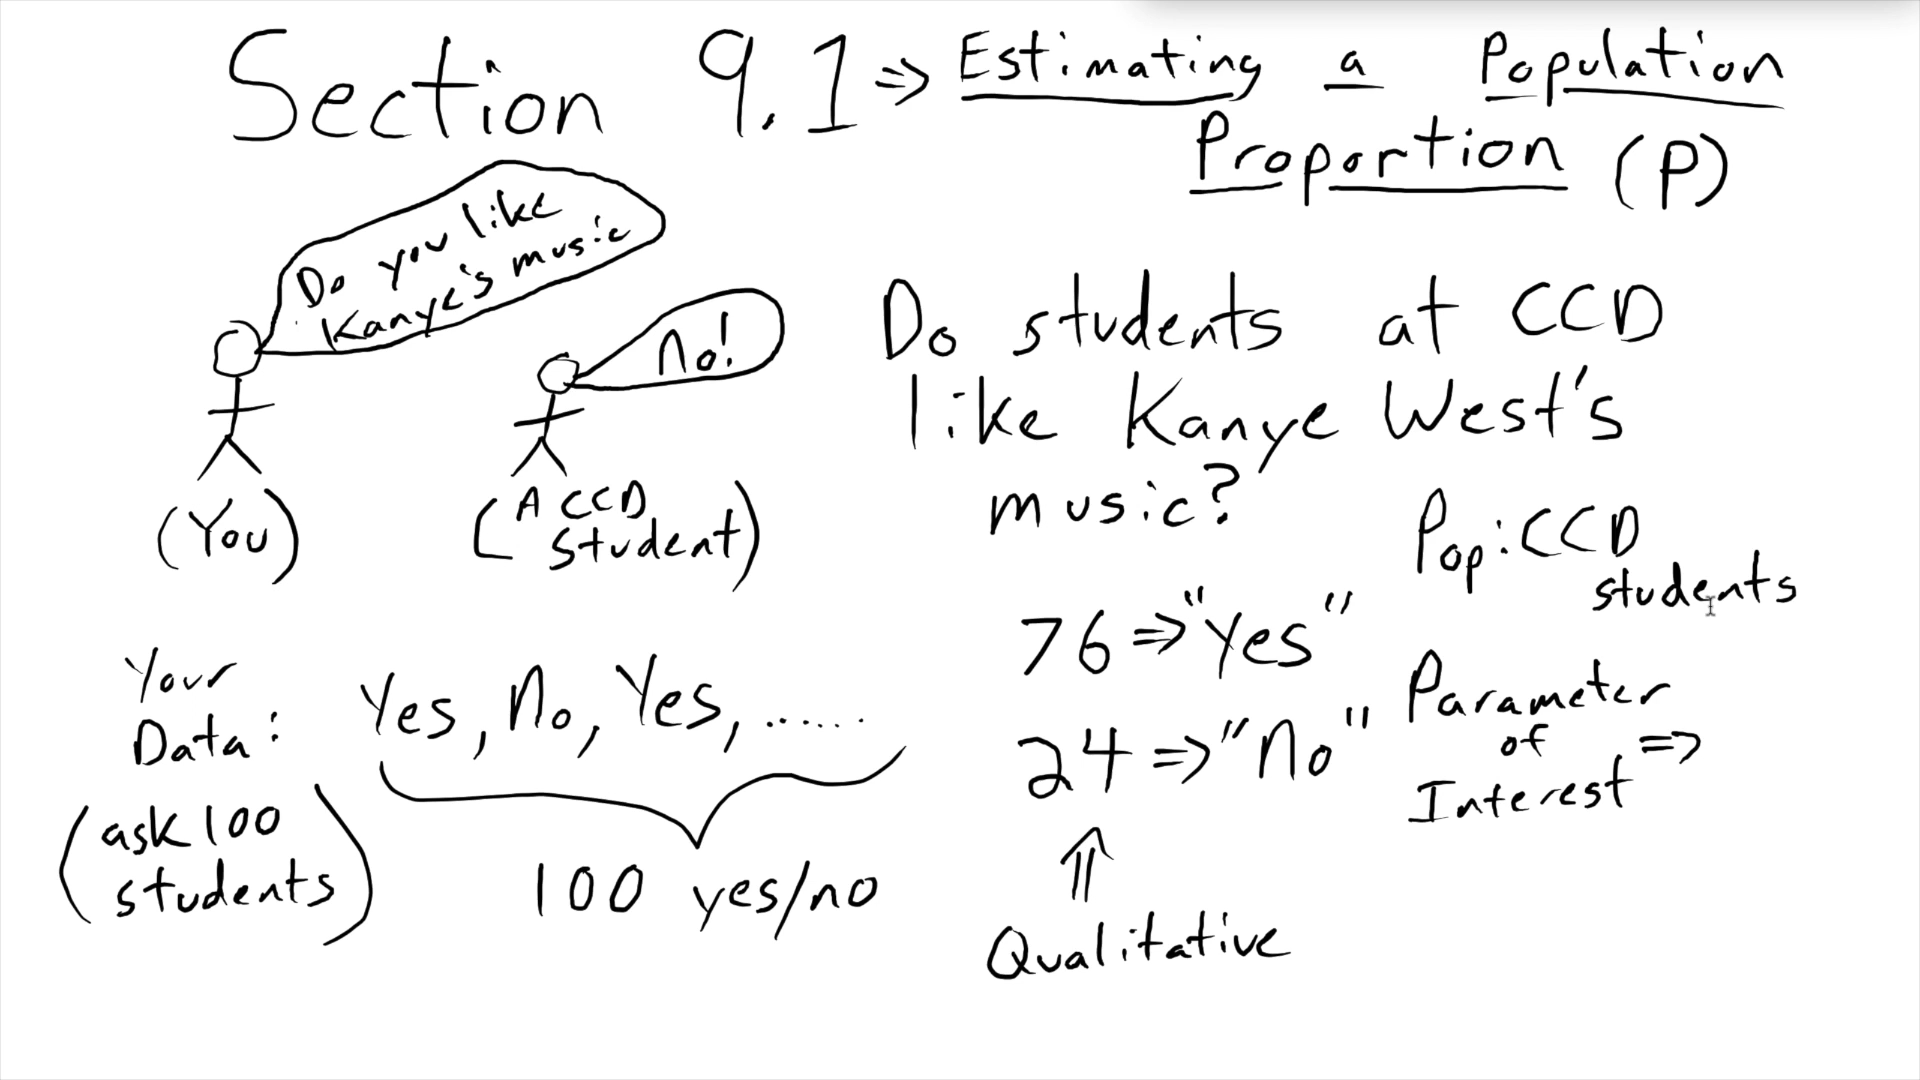 Section 9.1 => Estimating a Population
Proportion (P)
Do you like
Kanye's music
No!
(You)
(A CCD
student)
Do students at CCD
like Kanye West's
music?
Pop: CCD
students
76 => "Yes"
24 => "No"
⇑
Qualitative
Parameter
of
Interest =>
Your
Data:
(ask 100
students)
Yes, No, Yes, ......
100 yes/no